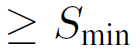 ≥ S_min